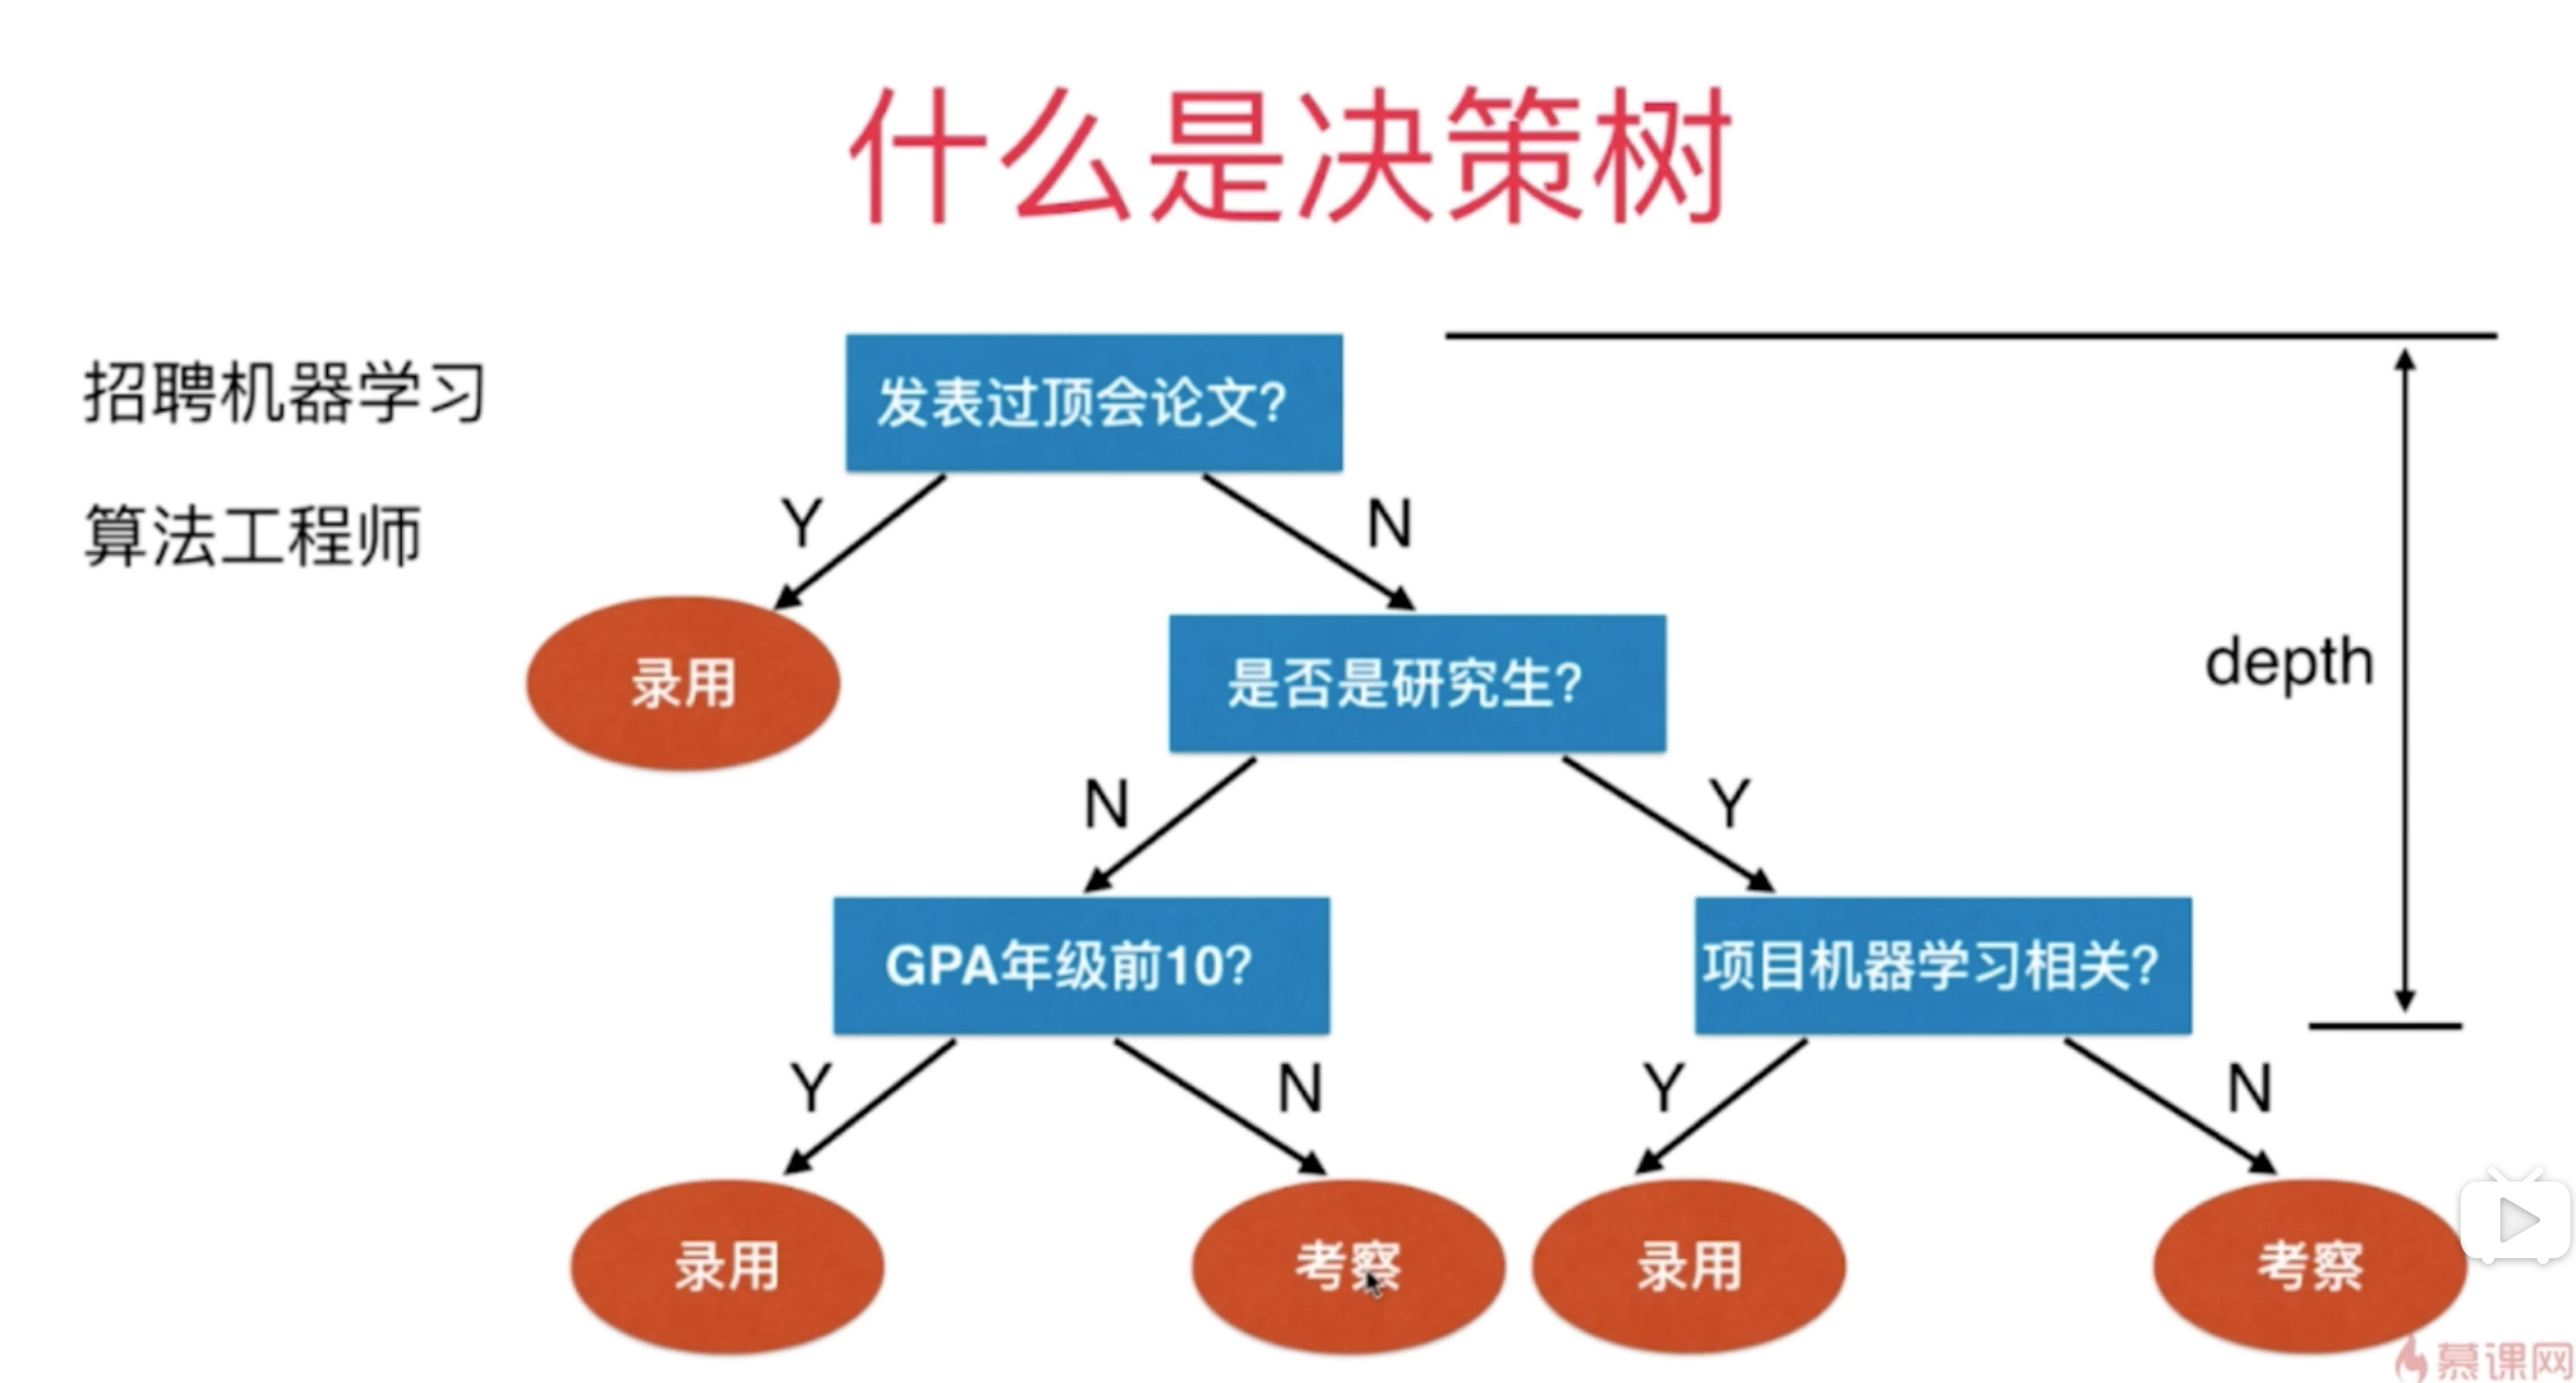 什么是决策树
招聘机器学习
算法工程师
发表过顶会论文?
Y
N
录用
是否是研究生?
depth
N
Y
GPA年级前10?
项目机器学习相关?
Y
N
Y
N
录用
考察
录用
考察
慕课网